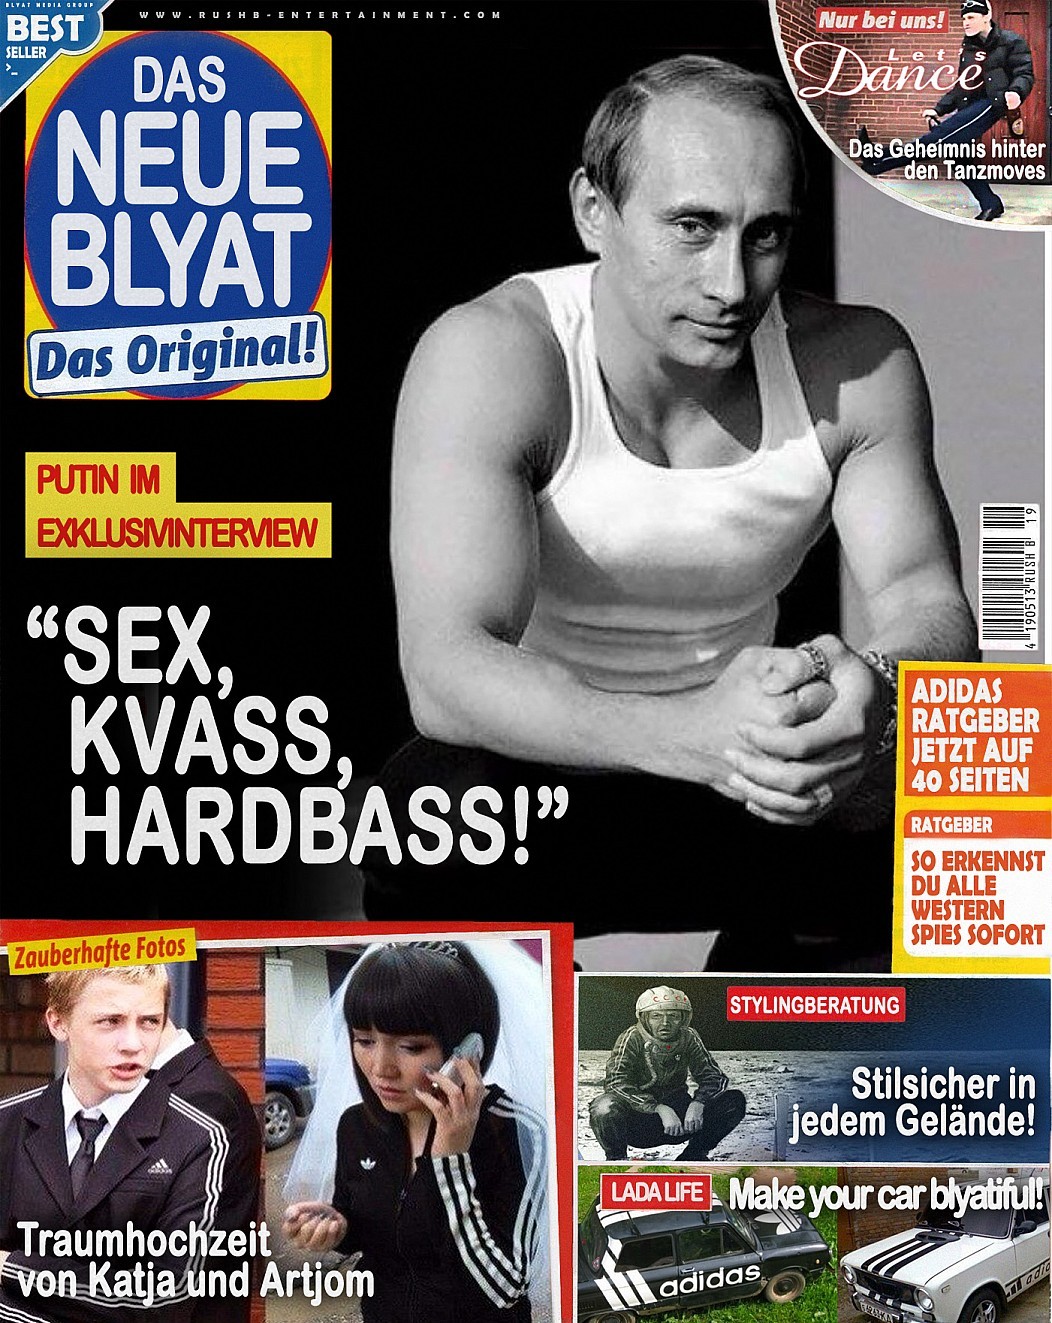 BLYAT MEDIA GROUP
BEST
SELLER
WWW.RUSHB-ENTERTAINMENT.COM
DAS
NEUE
BLYAT
Das Original!
Nur bei uns!
Let's
Dance
Das Geheimnis hinter
den Tanzmoves
PUTIN IM
EXKLUSIVINTERVIEW
“SEX,
KVASS,
HARDBASS!”
4 190513 RUSH B 19
ADIDAS
RATGEBER
JETZT AUF
40 SEITEN
RATGEBER
SO ERKENNST
DU ALLE
WESTERN
SPIES SOFORT
Zauberhafte Fotos
Traumhochzeit
von Katja und Artjom
STYLINGBERATUNG
Stilsicher in
jedem Gelände!
LADA LIFE
Make your car blyatiful!
adidas